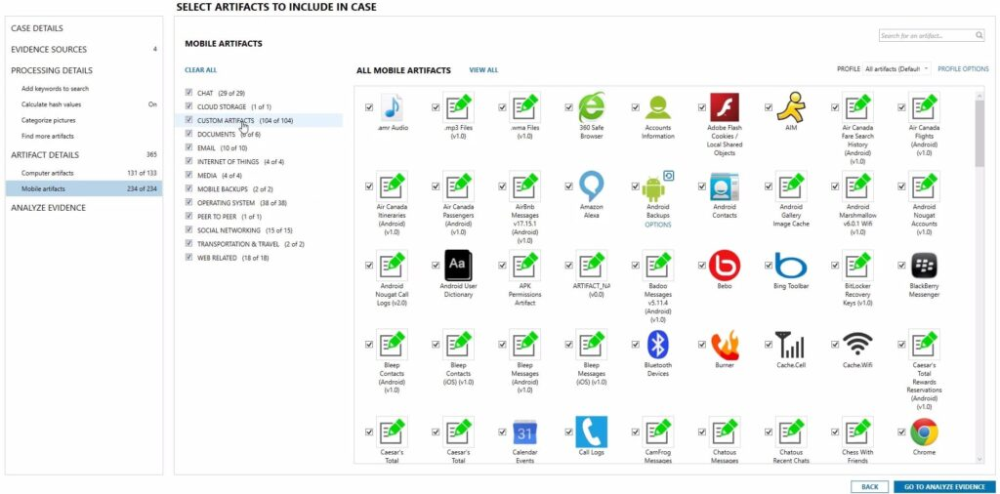 SELECT ARTIFACTS TO INCLUDE IN CASE
CASE DETAILS
EVIDENCE SOURCES 4
PROCESSING DETAILS
Add keywords to search
Calculate hash values On
Categorize pictures
Find more artifacts
ARTIFACT DETAILS 365
Computer artifacts 131 of 133
Mobile artifacts 234 of 234
ANALYZE EVIDENCE
MOBILE ARTIFACTS
Search for an artifact...
CLEAR ALL
CHAT (29 of 29)
CLOUD STORAGE (1 of 1)
CUSTOM ARTIFACTS (104 of 104)
DOCUMENTS (6 of 6)
EMAIL (10 of 10)
INTERNET OF THINGS (4 of 4)
MEDIA (4 of 4)
MOBILE BACKUPS (2 of 2)
OPERATING SYSTEM (38 of 38)
PEER TO PEER (1 of 1)
SOCIAL NETWORKING (15 of 15)
TRANSPORTATION & TRAVEL (2 of 2)
WEB RELATED (18 of 18)
ALL MOBILE ARTIFACTS VIEW ALL
PROFILE All artifacts (Defaul PROFILE OPTIONS
.amr Audio
.mp3 Files
(v1.0)
.wma Files
(v1.0)
360 Safe
Browser
Accounts
Information
Adobe Flash
Cookies /
Local Shared
Objects
AIM
Air Canada
Fare Search
History
(Android)
(v1.0)
Air Canada
Flights
(Android)
(v1.0)
Air Canada
Itineraries
(Android)
(v1.0)
Air Canada
Passengers
(Android)
(v1.0)
AirBnb
Messages
v17.15.1
(Android)
(v1.0)
Amazon
Alexa
Android
Backups
OPTIONS
Android
Contacts
Android
Gallery
Image Cache
Android
Marshmallow
v6.0.1 Wifi
(v1.0)
Android
Nougat
Accounts
(v1.0)
Android
Nougat Call
Logs (v2.0)
Aa
Android User
Dictionary
APK
Permissions
Artifact
ARTIFACT_NA
(v0.0)
Badoo
Messages
v5.11.4
(Android)
(v1.0)
Bebo
Bing Toolbar
BitLocker
Recovery
Keys (v1.0)
BlackBerry
Messenger
Bleep
Contacts
(Android)
(v1.0)
Bleep
Contacts
(iOS) (v1.0)
Bleep
Messages
(Android)
(v1.0)
Bleep
Messages
(iOS) (v1.0)
Bluetooth
Devices
Burner
Cache.Cell
Cache.Wifi
Caesar's
Total
Rewards
Reservations
(Android)
(v1.0)
Caesar's
Total
Caesar's
Total
31
Calendar
Events
Call Logs
CamFrog
Messages
Chatous
Messages
Chatous
Recent Chats
Chess With
Friends
Chrome
BACK
GO TO ANALYZE EVIDENCE